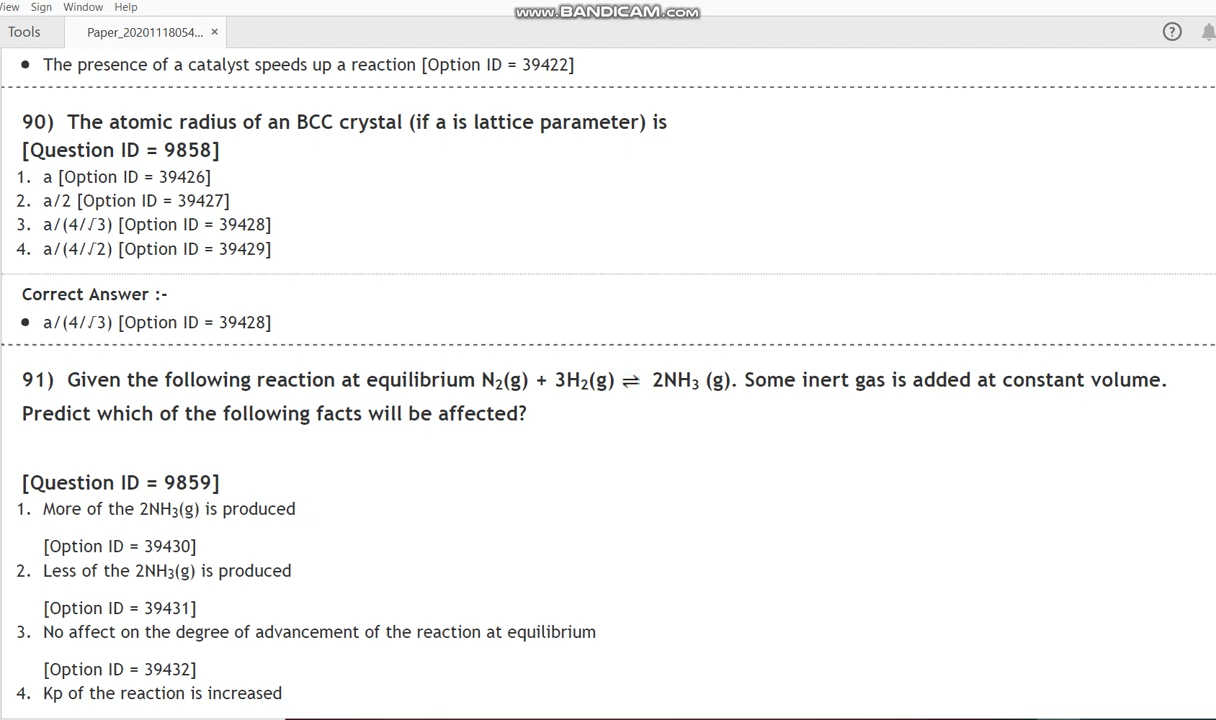 View Sign Window Help
www.BANDICAM.com
Tools Paper_20201118054... × ?
• The presence of a catalyst speeds up a reaction [Option ID = 39422]
90) The atomic radius of an BCC crystal (if a is lattice parameter) is
[Question ID = 9858]
1. a [Option ID = 39426]
2. a/2 [Option ID = 39427]
3. a/(4/√3) [Option ID = 39428]
4. a/(4/√2) [Option ID = 39429]
Correct Answer :-
• a/(4/√3) [Option ID = 39428]
91) Given the following reaction at equilibrium N₂(g) + 3H₂(g) ⇌ 2NH₃ (g). Some inert gas is added at constant volume.
Predict which of the following facts will be affected?
[Question ID = 9859]
1. More of the 2NH₃(g) is produced
[Option ID = 39430]
2. Less of the 2NH₃(g) is produced
[Option ID = 39431]
3. No affect on the degree of advancement of the reaction at equilibrium
[Option ID = 39432]
4. Kp of the reaction is increased